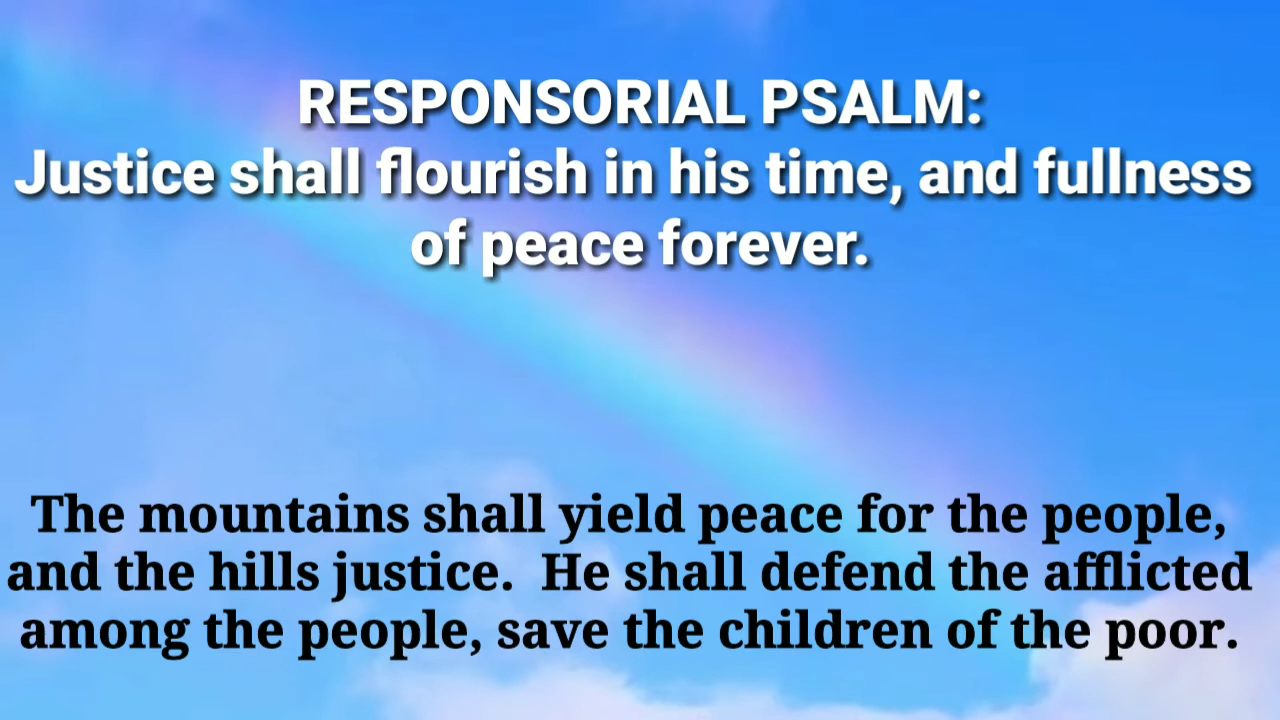 RESPONSORIAL PSALM:
Justice shall flourish in his time, and fullness
of peace forever.
The mountains shall yield peace for the people,
and the hills justice.  He shall defend the afflicted
among the people, save the children of the poor.